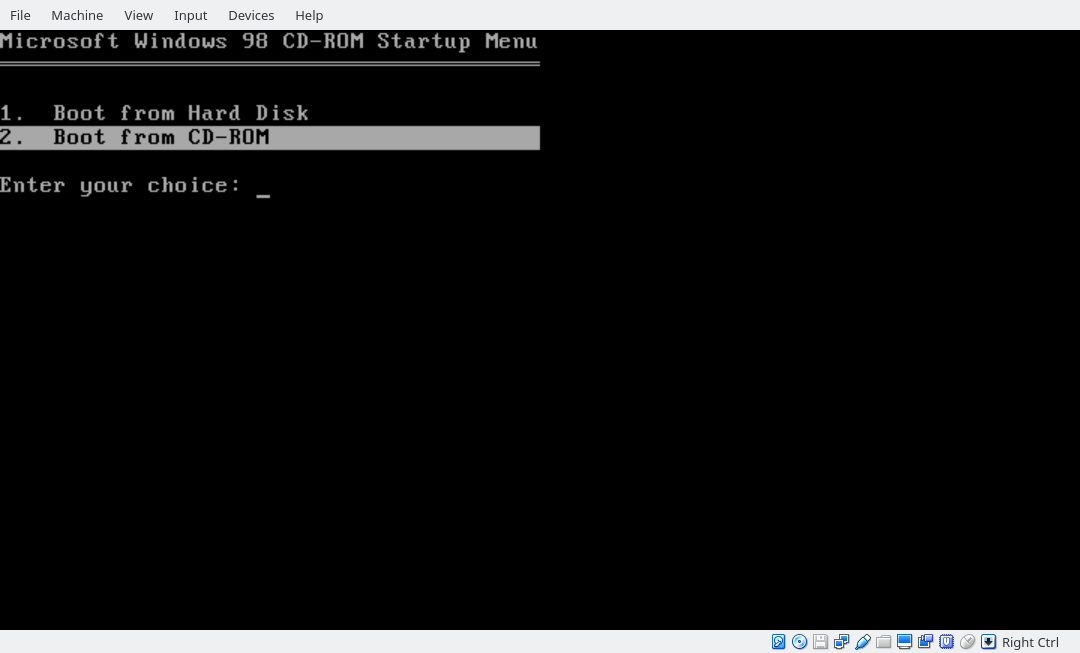 File Machine View Input Devices Help
Microsoft Windows 98 CD-ROM Startup Menu
1. Boot from Hard Disk
2. Boot from CD-ROM
Enter your choice: _
Right Ctrl